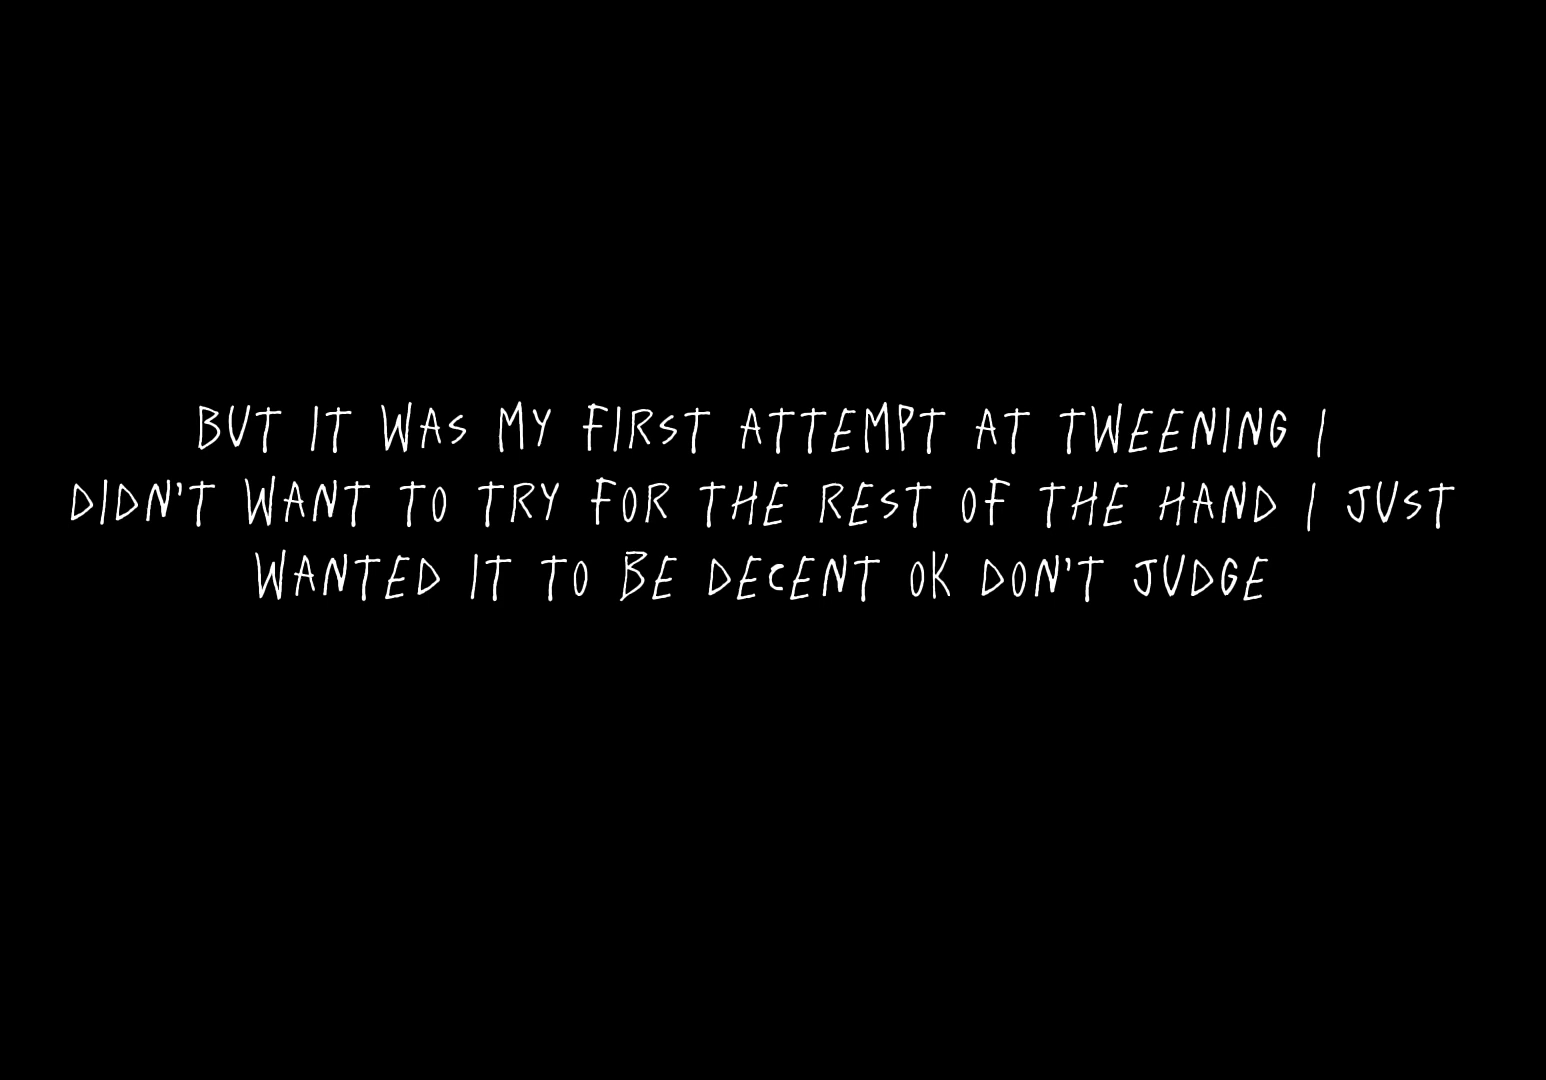 BUT IT WAS MY FIRST ATTEMPT AT TWEENING I
DIDN'T WANT TO TRY FOR THE REST OF THE HAND I JUST
WANTED IT TO BE DECENT OK DON'T JUDGE